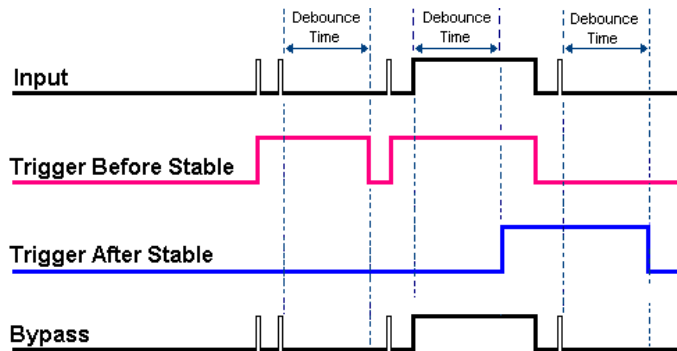 Debounce
Time
Debounce
Time
Debounce
Time
Input
Trigger Before Stable
Trigger After Stable
Bypass